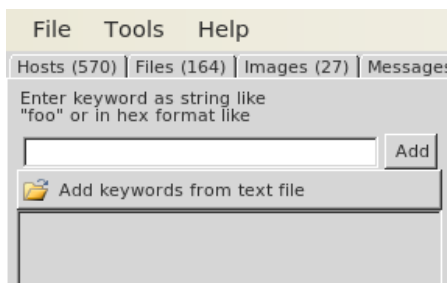 File Tools Help
Hosts (570) Files (164) Images (27) Messages
Enter keyword as string like
"foo" or in hex format like
Add
Add keywords from text file